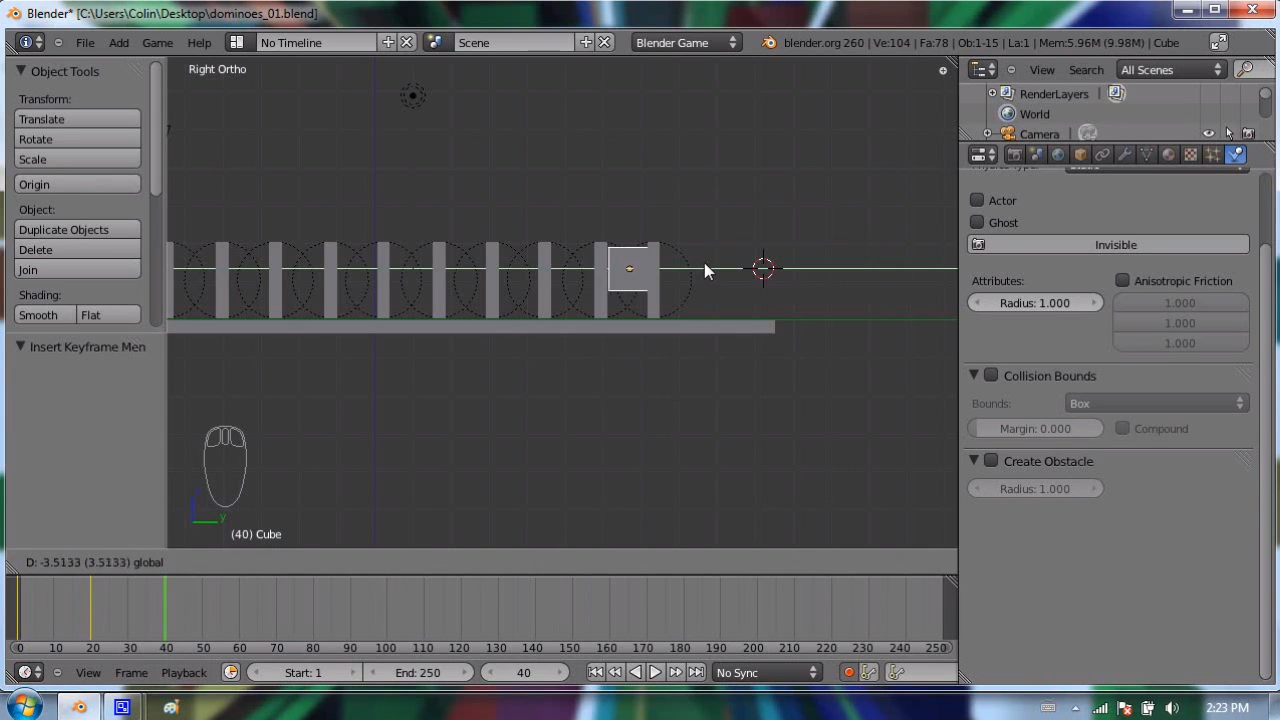 Blender* [C:\Users\Colin\Desktop\dominoes_01.blend]
File Add Game Help No Timeline Scene Blender Game blender.org 260 | Ve:104 | Fa:78 | Ob:1-15 | La:1 | Mem:5.96M (9.98M) | Cube
Object Tools
Transform:
Translate
Rotate
Scale
Origin
Object:
Duplicate Objects
Delete
Join
Shading:
Smooth Flat
Insert Keyframe Men
Right Ortho
y
(40) Cube
D: -3.5133 (3.5133) global
0 10 20 30 40 50 60 70 80 90 100 110 120 130 140 150 160 170 180 190 200 210 220 230 240 250
View Frame Playback Start: 1 End: 250 40 No Sync
View Search All Scenes
RenderLayers
World
Camera
Actor
Ghost
Invisible
Attributes: Anisotropic Friction
Radius: 1.000 1.000
1.000
1.000
Collision Bounds
Bounds: Box
Margin: 0.000 Compound
Create Obstacle
Radius: 1.000
2:23 PM